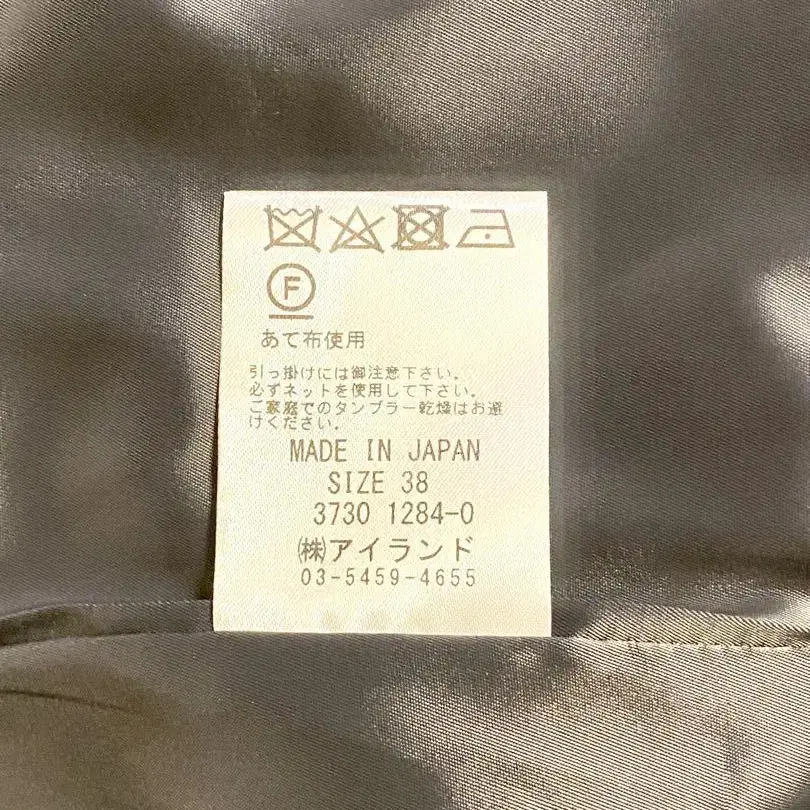 F
あて布使用
引っ掛けには御注意下さい。
必ずネットを使用して下さい。
ご家庭でのタンブラー乾燥はお避
けください。
MADE IN JAPAN
SIZE 38
3730 1284-0
㈱アイランド
03-5459-4655